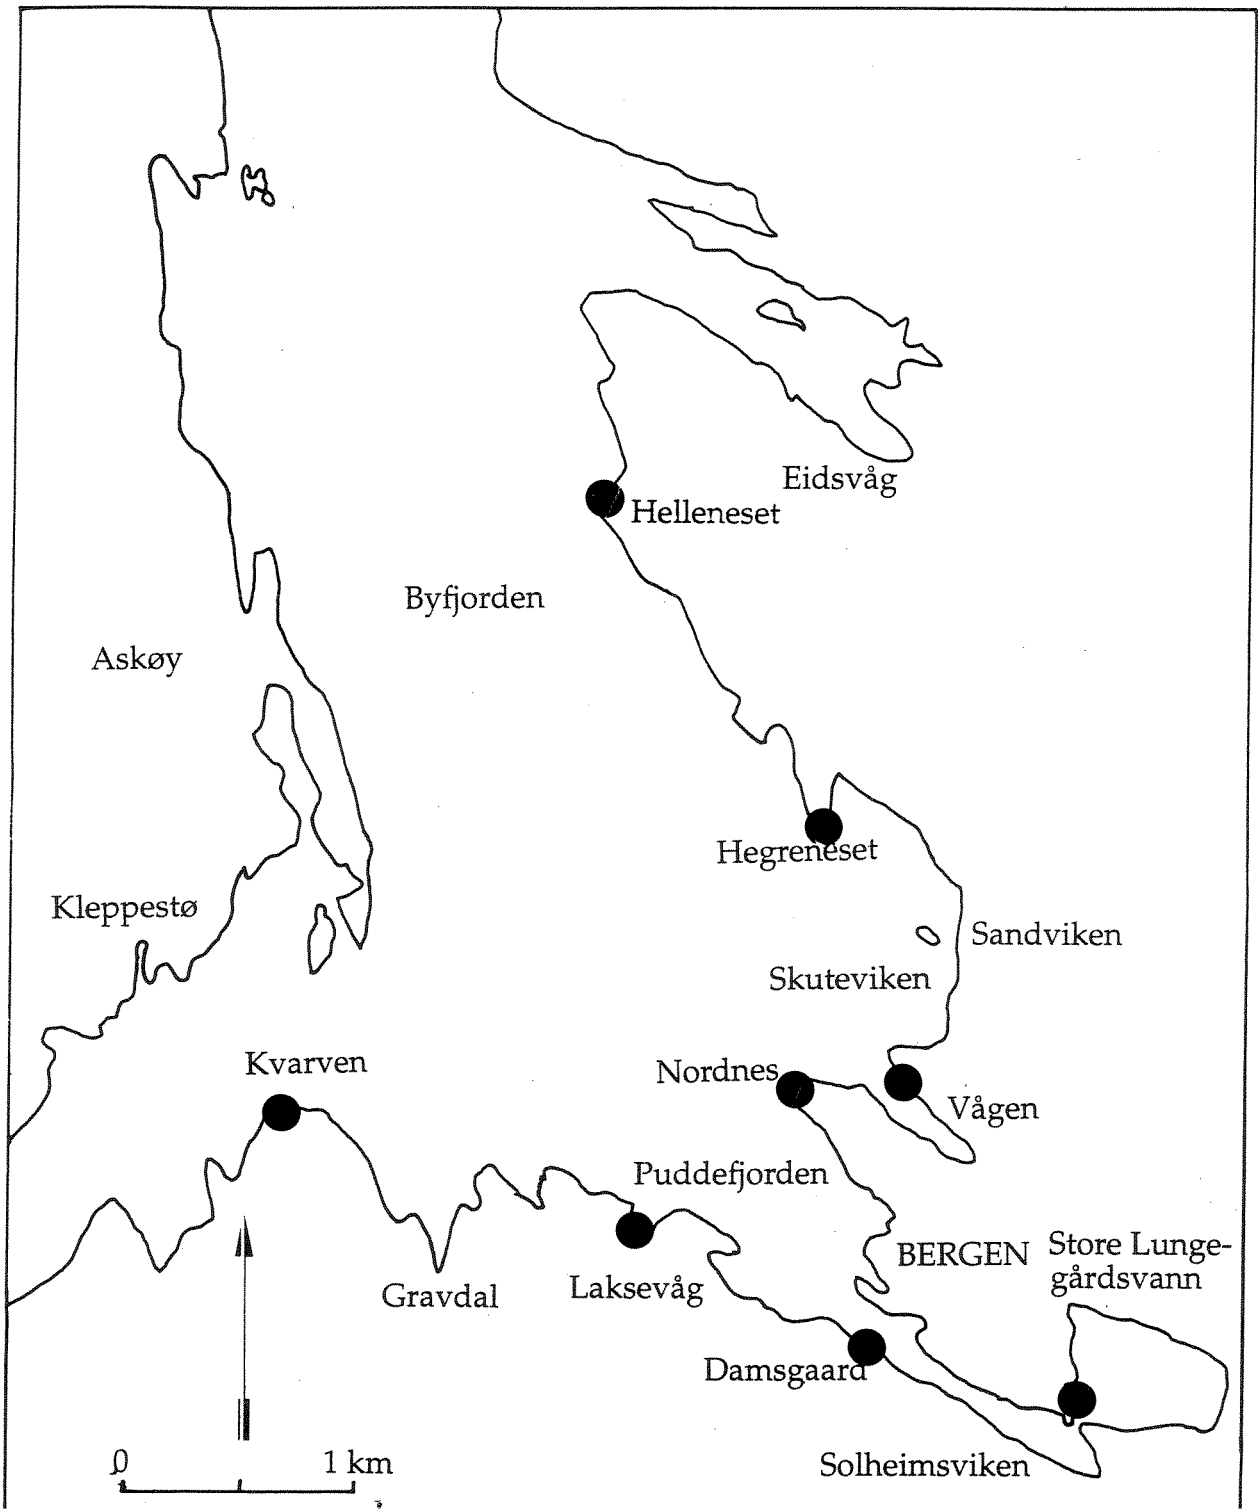 Eidsvåg
Helleneset
Byfjorden
Askøy
Hegreneset
Kleppestø
Sandviken
Skuteviken
Kvarven
Nordnes
Vågen
Puddefjorden
BERGEN
Store Lunge-
gårdsvann
Gravdal
Laksevåg
Damsgaard
Solheimsviken
0 1 km